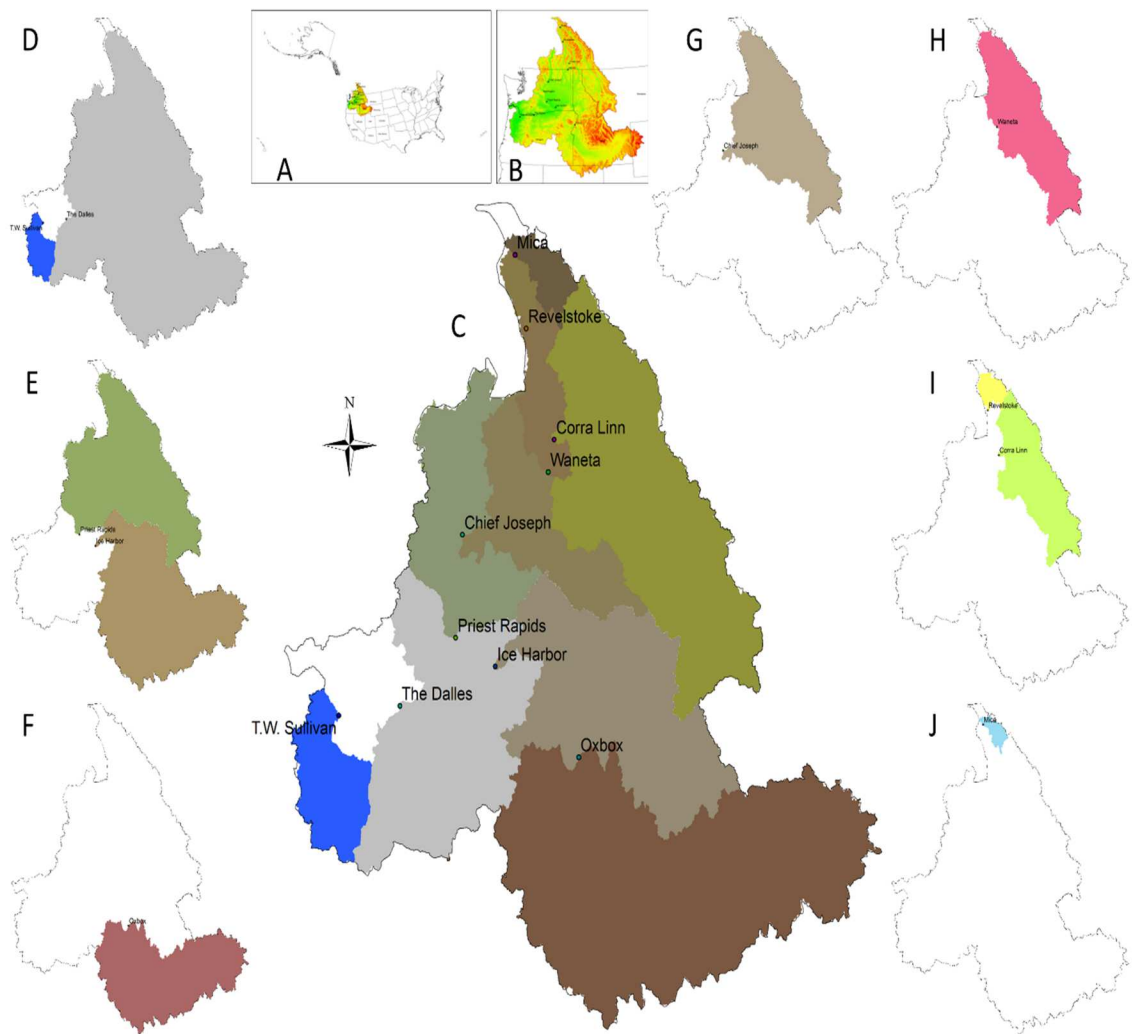 D
The Dalles
T.W. Sullivan
A
B
G
Chief Joseph
H
Waneta
C
N
Mica
Revelstoke
Corra Linn
Waneta
Chief Joseph
Priest Rapids
Ice Harbor
The Dalles
T.W. Sullivan
Oxbox
E
Priest Rapids
Ice Harbor
F
Oxbox
I
Revelstoke
Corra Linn
J
Mica